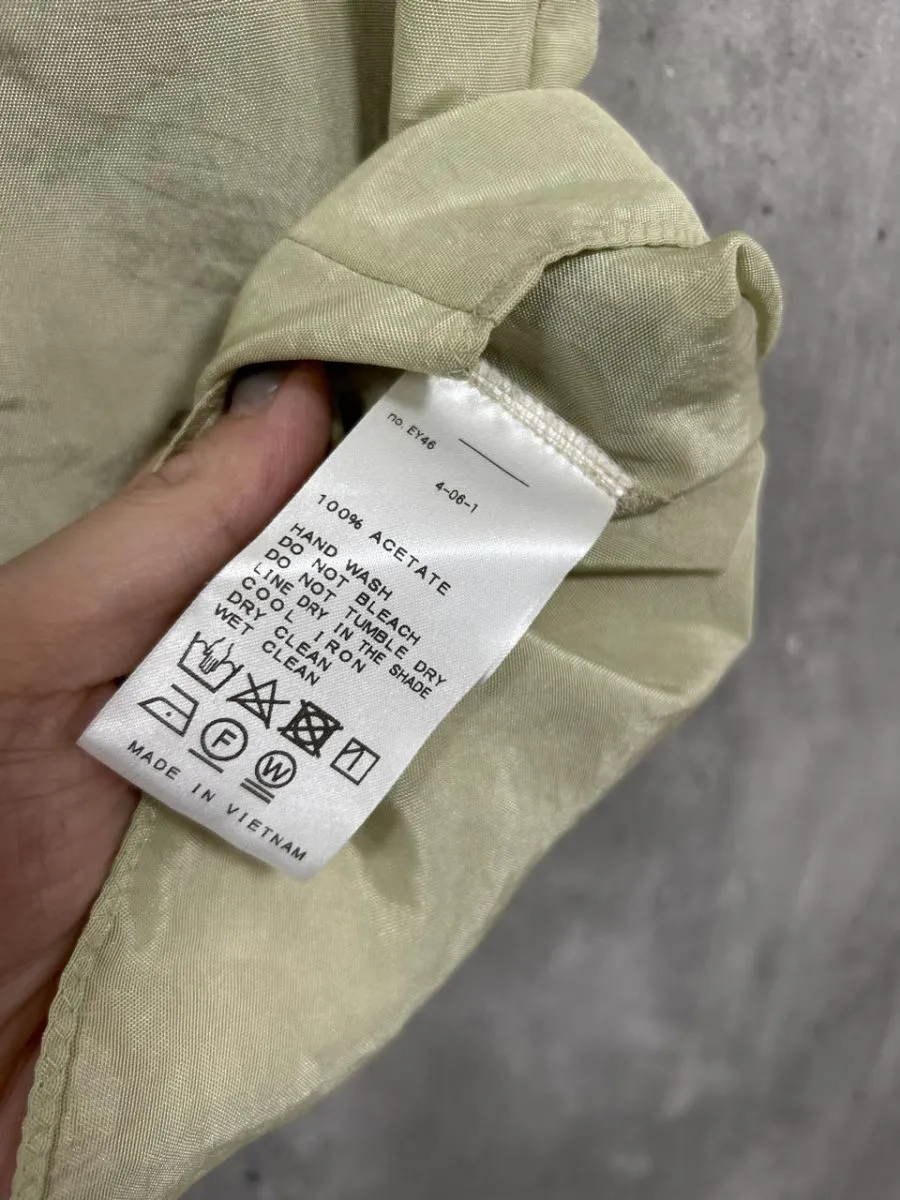 no. EY46
4-06-1
100% ACETATE
HAND WASH
DO NOT BLEACH
DO NOT TUMBLE DRY
LINE DRY IN THE SHADE
COOL IRON
DRY CLEAN
WET CLEAN
F
W
MADE IN VIETNAM